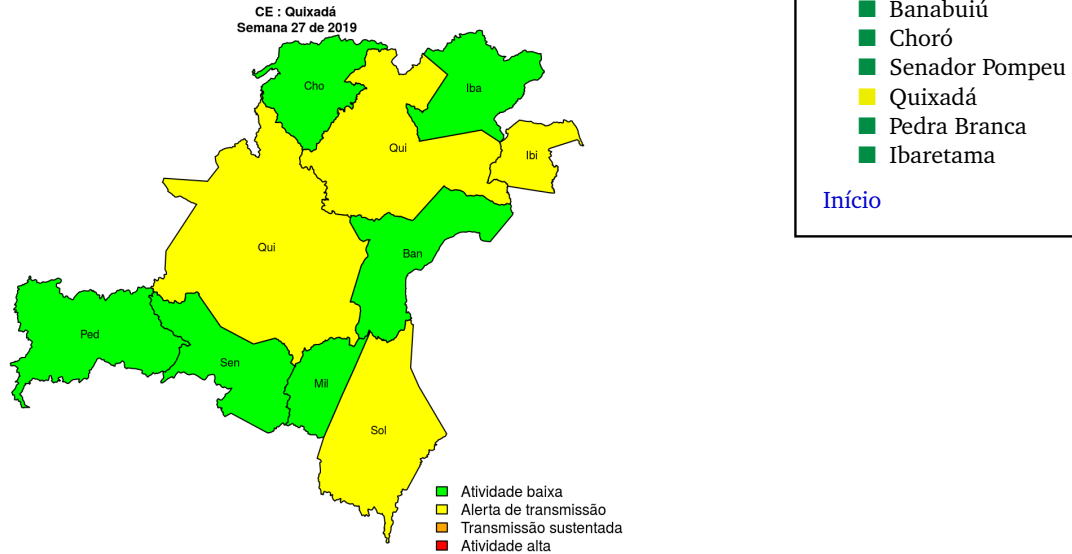 CE : Quixadá
Semana 27 de 2019
Cho
Iba
Qui
Ibi
Qui
Ban
Ped
Sen
Mil
Sol
Atividade baixa
Alerta de transmissão
Transmissão sustentada
Atividade alta
Banabuiú
Choró
Senador Pompeu
Quixadá
Pedra Branca
Ibaretama
Início